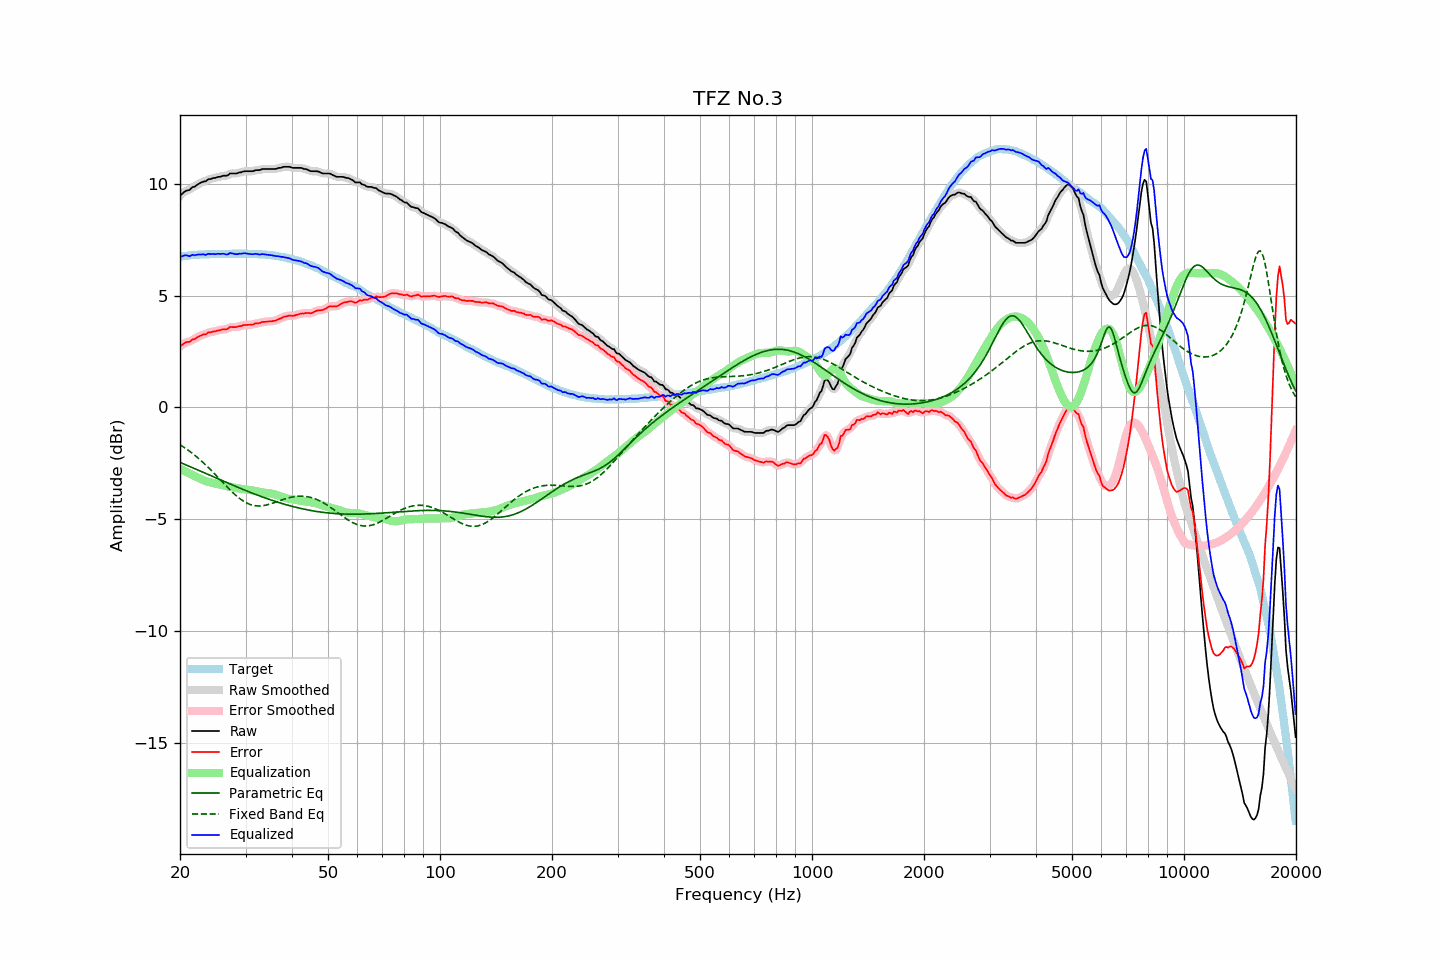 TFZ No.3
10
5
0
−5
−10
−15
Amplitude (dBr)
Target
Raw Smoothed
Error Smoothed
Raw
Error
Equalization
Parametric Eq
Fixed Band Eq
Equalized
20 50 100 200 500 1000 2000 5000 10000 20000
Frequency (Hz)